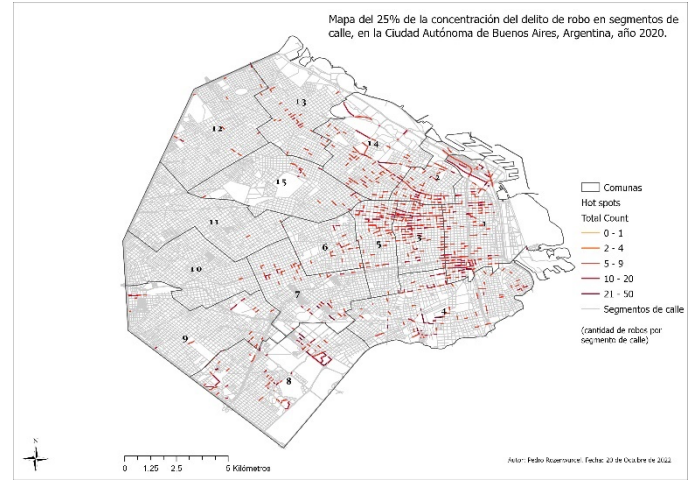 Mapa del 25% de la concentración del delito de robo en segmentos de
calle, en la Ciudad Autónoma de Buenos Aires, Argentina, año 2020.
13
12
14
2
15
11
6
5
3
1
10
7
4
9
8
Comunas
Hot spots
Total Count
0 - 1
2 - 4
5 - 9
10 - 20
21 - 50
Segmentos de calle
(cantidad de robos por
segmento de calle)
N
0 1.25 2.5 5 Kilómetros
Autor: Pedro Rozenwurcel. Fecha: 20 de Octubre de 2022